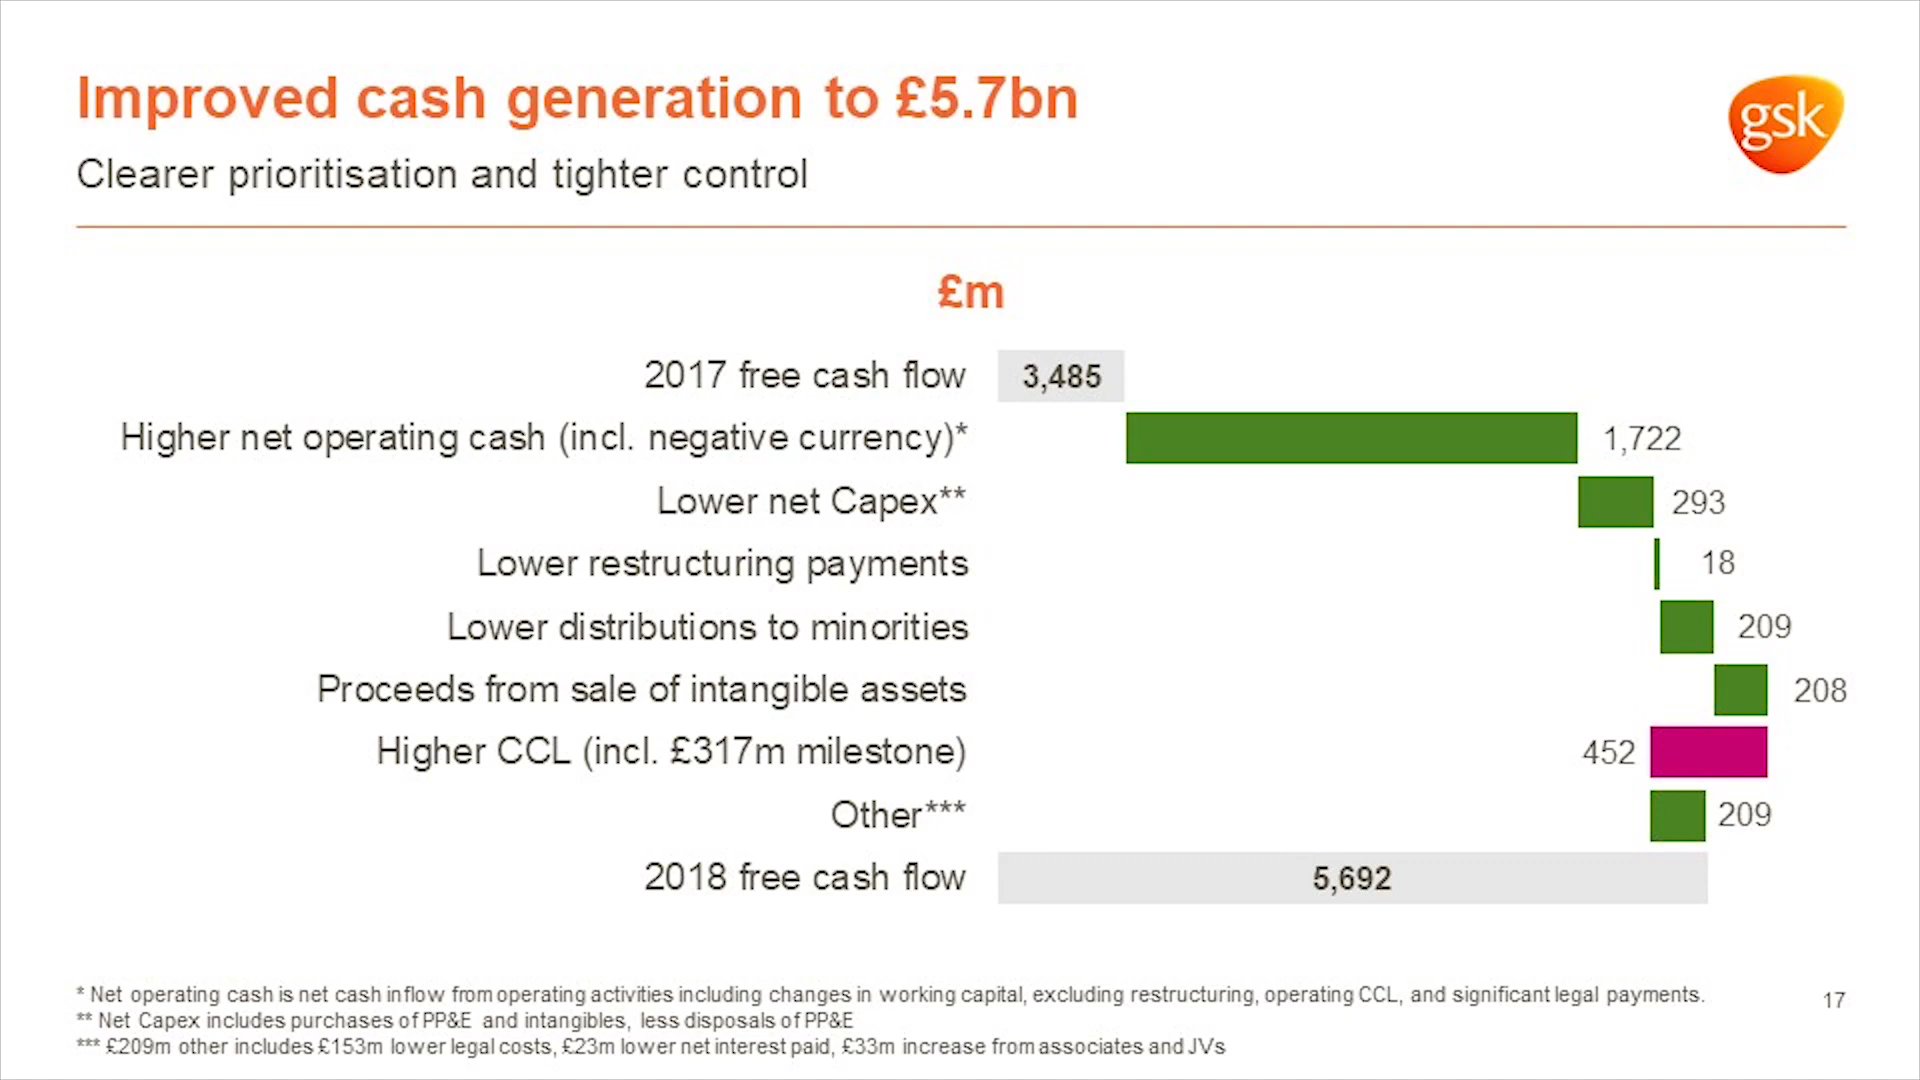 Improved cash generation to £5.7bn
gsk
Clearer prioritisation and tighter control
£m
2017 free cash flow 3,485
Higher net operating cash (incl. negative currency)* 1,722
Lower net Capex** 293
Lower restructuring payments 18
Lower distributions to minorities 209
Proceeds from sale of intangible assets 208
Higher CCL (incl. £317m milestone) 452
Other*** 209
2018 free cash flow 5,692
* Net operating cash is net cash inflow from operating activities including changes in working capital, excluding restructuring, operating CCL, and significant legal payments.
17
** Net Capex includes purchases of PP&E and intangibles, less disposals of PP&E
*** £209m other includes £153m lower legal costs, £23m lower net interest paid, £33m increase from associates and JVs